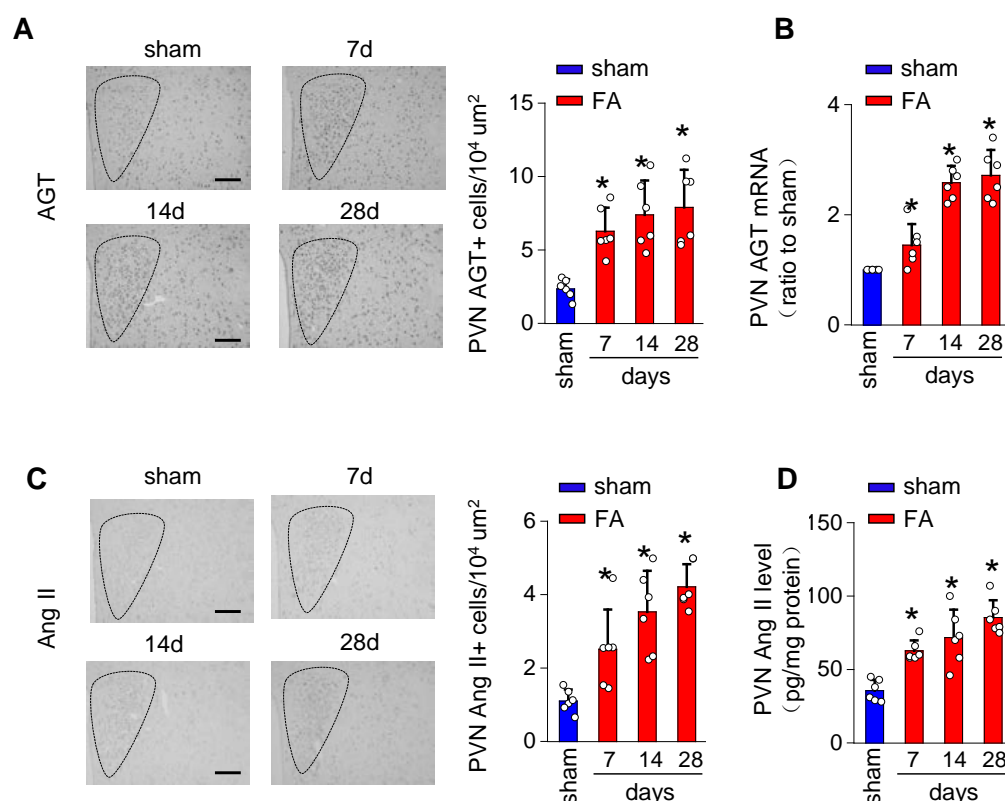 A
sham
7d
AGT
14d
28d
sham
FA
PVN AGT+ cells/10⁴ um²
15
10
5
0
*
*
*
sham
7
14
28
days
B
sham
FA
PVN AGT mRNA
（ratio to sham）
4
2
0
*
*
*
sham
7
14
28
days
C
sham
7d
Ang II
14d
28d
sham
FA
PVN Ang II+ cells/10⁴ um²
6
4
2
0
*
*
*
sham
7
14
28
days
D
sham
FA
PVN Ang II level
（pg/mg protein）
150
100
50
0
*
*
*
sham
7
14
28
days